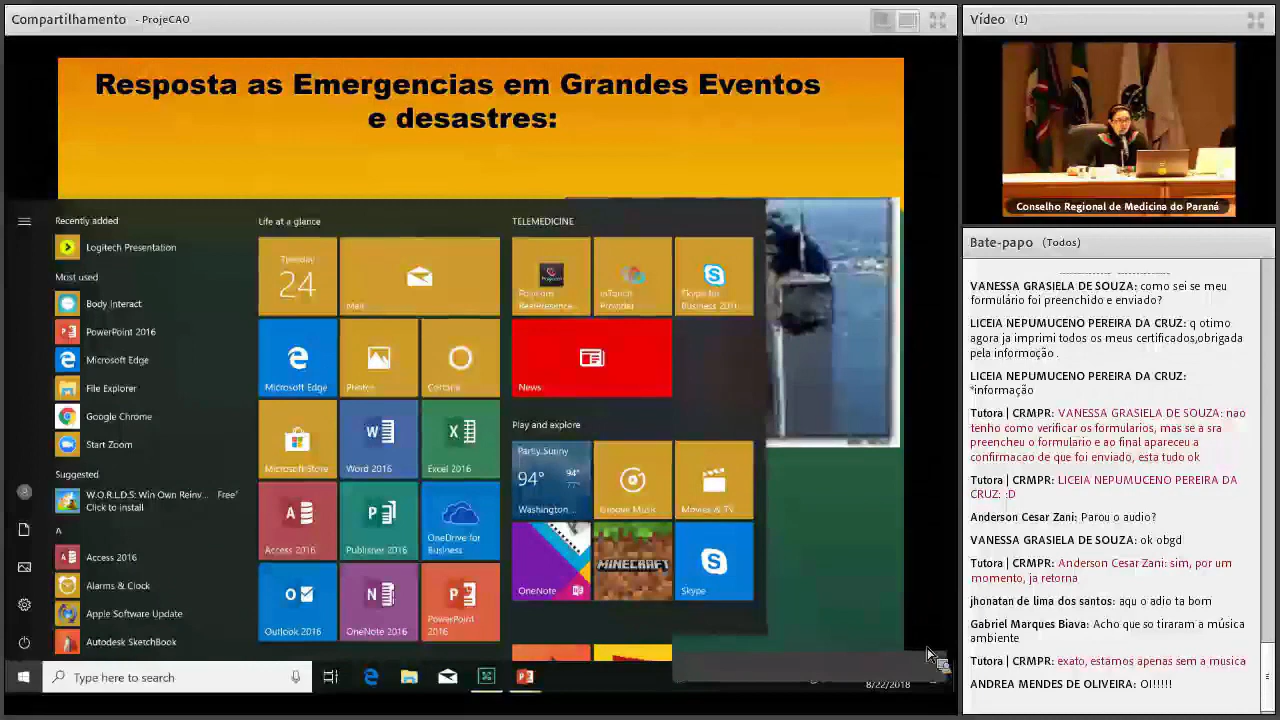 Compartilhamento - ProjeCAO
Resposta as Emergencias em Grandes Eventos
e desastres:
Recently added
Logitech Presentation
Most used
Body Interact
PowerPoint 2016
Microsoft Edge
File Explorer
Google Chrome
Start Zoom
Suggested
W.O.R.L.D.S: Win Own Reinv... Free
Click to install
A
Access 2016
Alarms & Clock
Apple Software Update
Autodesk SketchBook
Life at a glance
Tuesday
24
Mail
Microsoft Edge
Photos
Cortana
Microsoft Store
Word 2016
Excel 2016
Access 2016
Publisher 2016
OneDrive for
Business
Outlook 2016
OneNote 2016
PowerPoint
2016
TELEMEDICINE
Polycom
RealPresence...
InTouch
Provider
Skype for
Business 201...
News
Play and explore
Partly Sunny
94°
94°
Washington...
Groove Music
Movies & TV
OneNote
MINECRAFT
Skype
Type here to search
8/22/2018
Vídeo (1)
Conselho Regional de Medicina do Paraná
Bate-papo (Todos)
VANESSA GRASIELA DE SOUZA: como sei se meu
formulário foi preenchido e enviado?
LICEIA NEPUMUCENO PEREIRA DA CRUZ: q otimo
agora ja imprimi todos os meus certificados,obrigada
pela informação .
LICEIA NEPUMUCENO PEREIRA DA CRUZ:
*informação
Tutora | CRMPR: VANESSA GRASIELA DE SOUZA: nao
tenho como verificar os formularios, mas se a sra
preencheu o formulario e ao final apareceu a
confirmacao de que foi enviado, esta tudo ok
Tutora | CRMPR: LICEIA NEPUMUCENO PEREIRA DA
CRUZ: :D
Anderson Cesar Zani: Parou o audio?
VANESSA GRASIELA DE SOUZA: ok obgd
Tutora | CRMPR: Anderson Cesar Zani: sim, por um
momento, ja retorna
jhonatan de lima dos santos: aqu o adio ta bom
Gabriel Marques Biava: Acho que so tiraram a música
ambiente
Tutora | CRMPR: exato, estamos apenas sem a musica
ANDREA MENDES DE OLIVEIRA: OI!!!!!